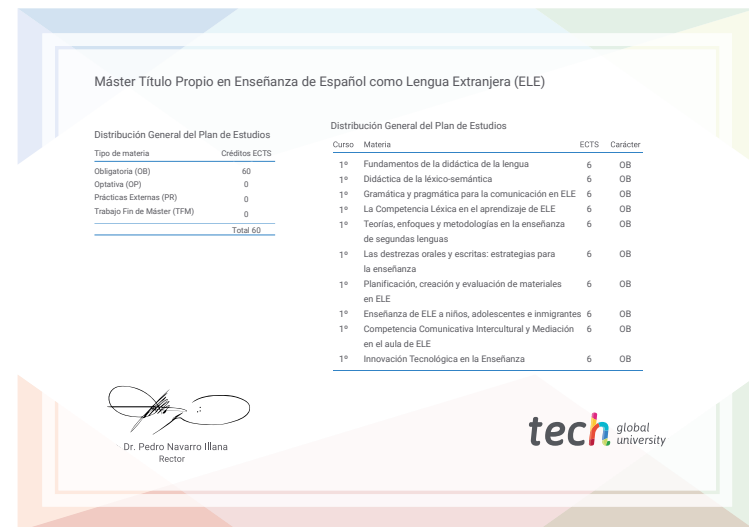 Máster Título Propio en Enseñanza de Español como Lengua Extranjera (ELE)
Distribución General del Plan de Estudios
Tipo de materia Créditos ECTS
Obligatoria (OB) 60
Optativa (OP) 0
Prácticas Externas (PR) 0
Trabajo Fin de Máster (TFM) 0
Total 60
Distribución General del Plan de Estudios
Curso Materia ECTS Carácter
1º Fundamentos de la didáctica de la lengua 6 OB
1º Didáctica de la léxico-semántica 6 OB
1º Gramática y pragmática para la comunicación en ELE 6 OB
1º La Competencia Léxica en el aprendizaje de ELE 6 OB
1º Teorías, enfoques y metodologías en la enseñanza 6 OB
de segundas lenguas
1º Las destrezas orales y escritas: estrategias para 6 OB
la enseñanza
1º Planificación, creación y evaluación de materiales 6 OB
en ELE
1º Enseñanza de ELE a niños, adolescentes e inmigrantes 6 OB
1º Competencia Comunicativa Intercultural y Mediación 6 OB
en el aula de ELE
1º Innovación Tecnológica en la Enseñanza 6 OB
Dr. Pedro Navarro Illana
Rector
tech global
university